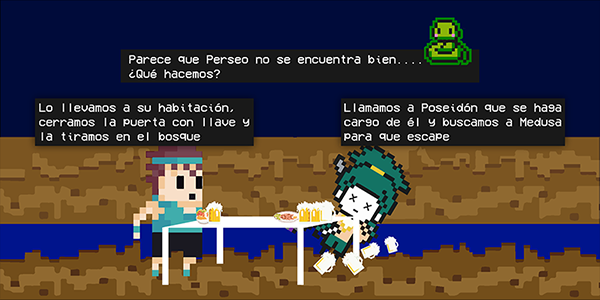 Parece que Perseo no se encuentra bien....
¿Qué hacemos?
Lo llevamos a su habitación,
cerramos la puerta con llave y
la tiramos en el bosque
Llamamos a Poseidón que se haga
cargo de él y buscamos a Medusa
para que escape